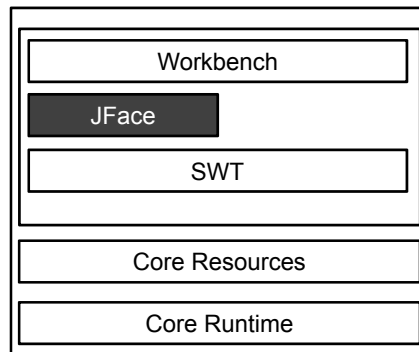 Workbench
JFace
SWT
Core Resources
Core Runtime